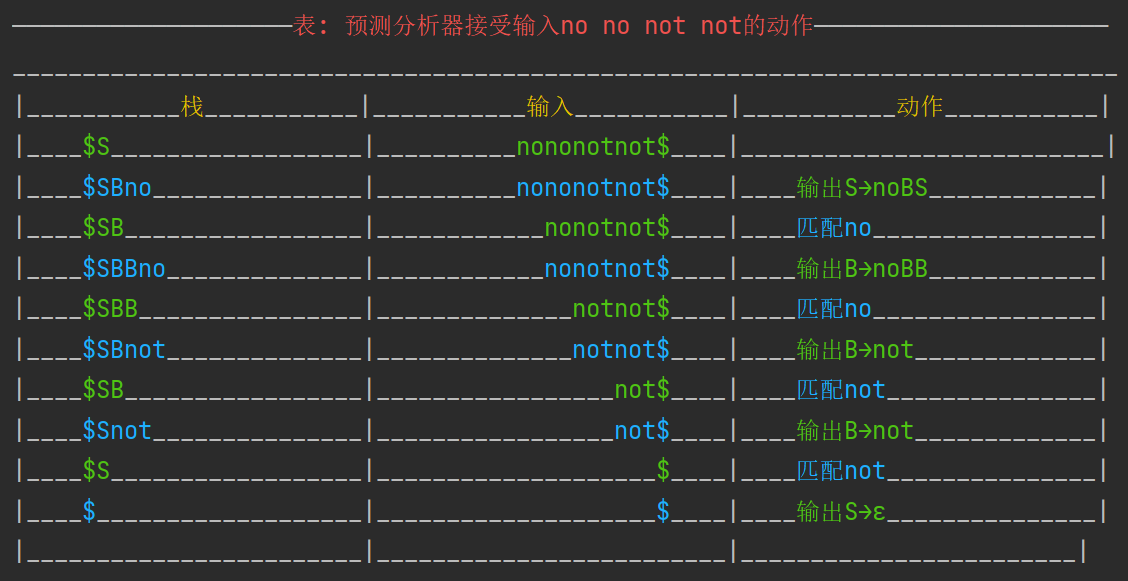 表: 预测分析器接受输入no no not not的动作
栈 输入 动作
$S nononotnot$
$SBno nononotnot$ 输出S→noBS
$SB nonotnot$ 匹配no
$SBBno nonotnot$ 输出B→noBB
$SBB notnot$ 匹配no
$SBnot notnot$ 输出B→not
$SB not$ 匹配not
$Snot not$ 输出B→not
$S $ 匹配not
$ $ 输出S→ε